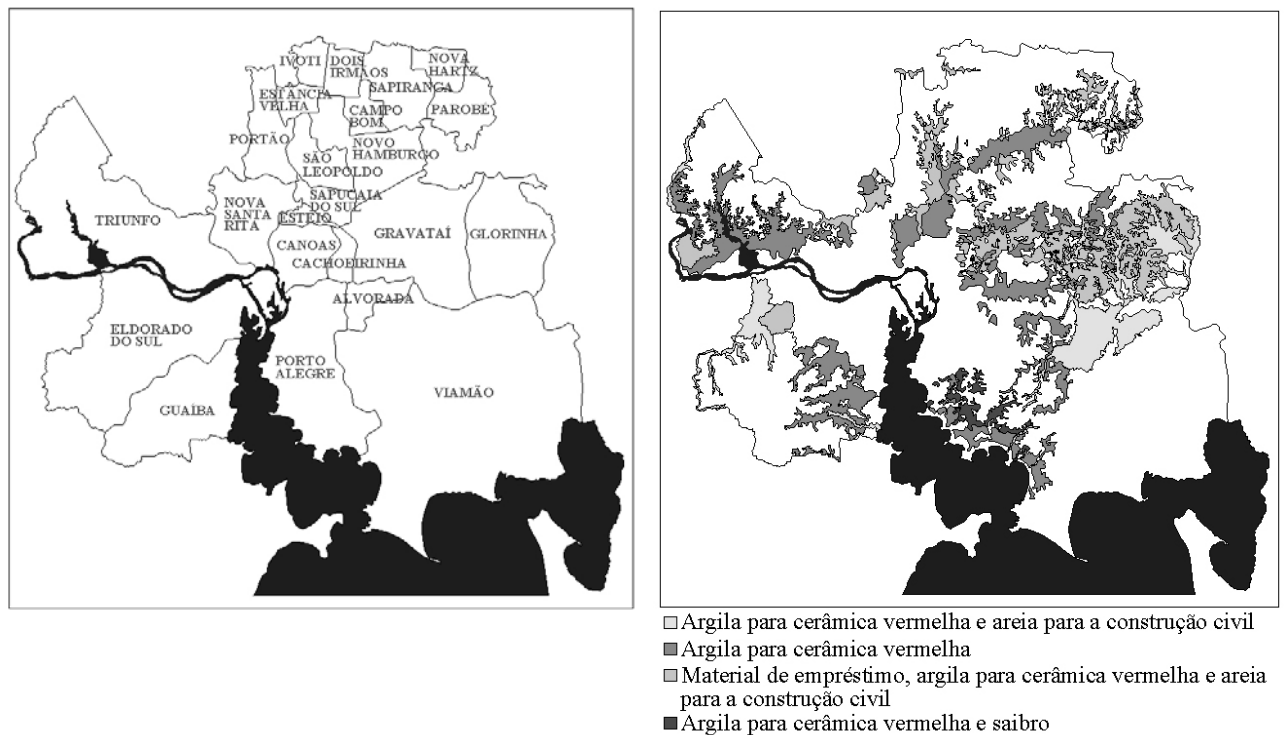 IVOTI
DOIS
IRMÃOS
NOVA
HARTZ
SAPIRANGA
ESTÂNCIA
VELHA
CAMPO
BOM
PAROBÉ
PORTÃO
NOVO
HAMBURGO
SÃO
LEOPOLDO
SAPUCAIA
DO SUL
NOVA
SANTA
RITA
ESTEIO
TRIUNFO
GRAVATAÍ
GLORINHA
CANOAS
CACHOEIRINHA
ALVORADA
ELDORADO
DO SUL
PORTO
ALEGRE
VIAMÃO
GUAÍBA
Argila para cerâmica vermelha e areia para a construção civil
Argila para cerâmica vermelha
Material de empréstimo, argila para cerâmica vermelha e areia
para a construção civil
Argila para cerâmica vermelha e saibro